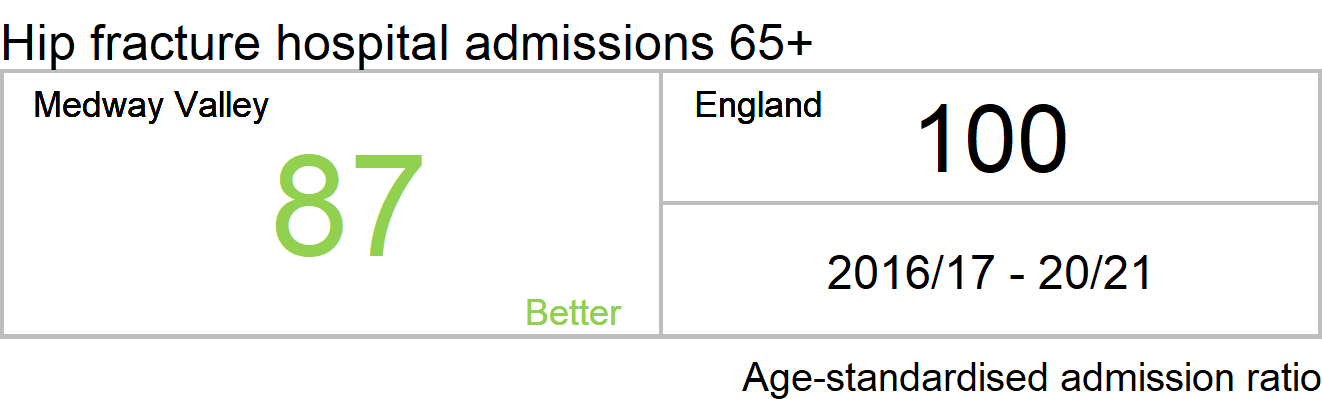 Hip fracture hospital admissions 65+
Medway Valley
87
Better
England
100
2016/17 - 20/21
Age-standardised admission ratio